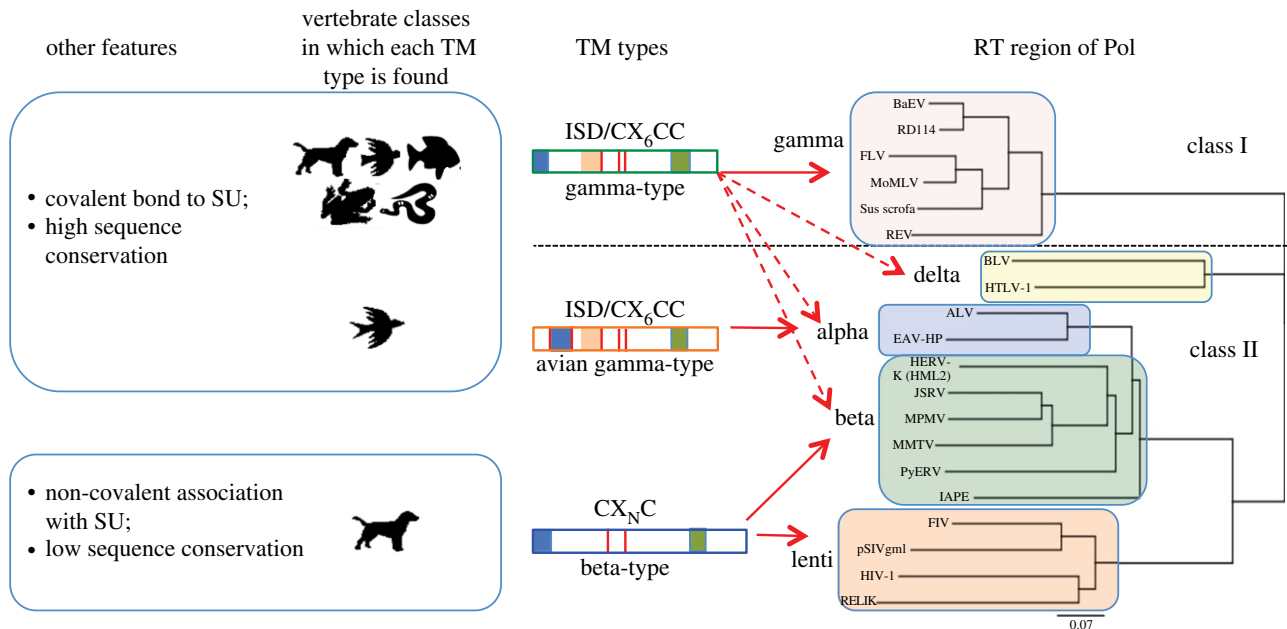 other features
vertebrate classes
in which each TM
type is found
TM types
RT region of Pol
• covalent bond to SU;
• high sequence
conservation
• non-covalent association
with SU;
• low sequence conservation
ISD/CX6CC
gamma-type
ISD/CX6CC
avian gamma-type
CXNC
beta-type
gamma
delta
alpha
beta
lenti
BaEV
RD114
FLV
MoMLV
Sus scrofa
REV
BLV
HTLV-1
ALV
EAV-HP
HERV-
K (HML2)
JSRV
MPMV
MMTV
PyERV
IAPE
FIV
pSIVgml
HIV-1
RELIK
class I
class II
0.07